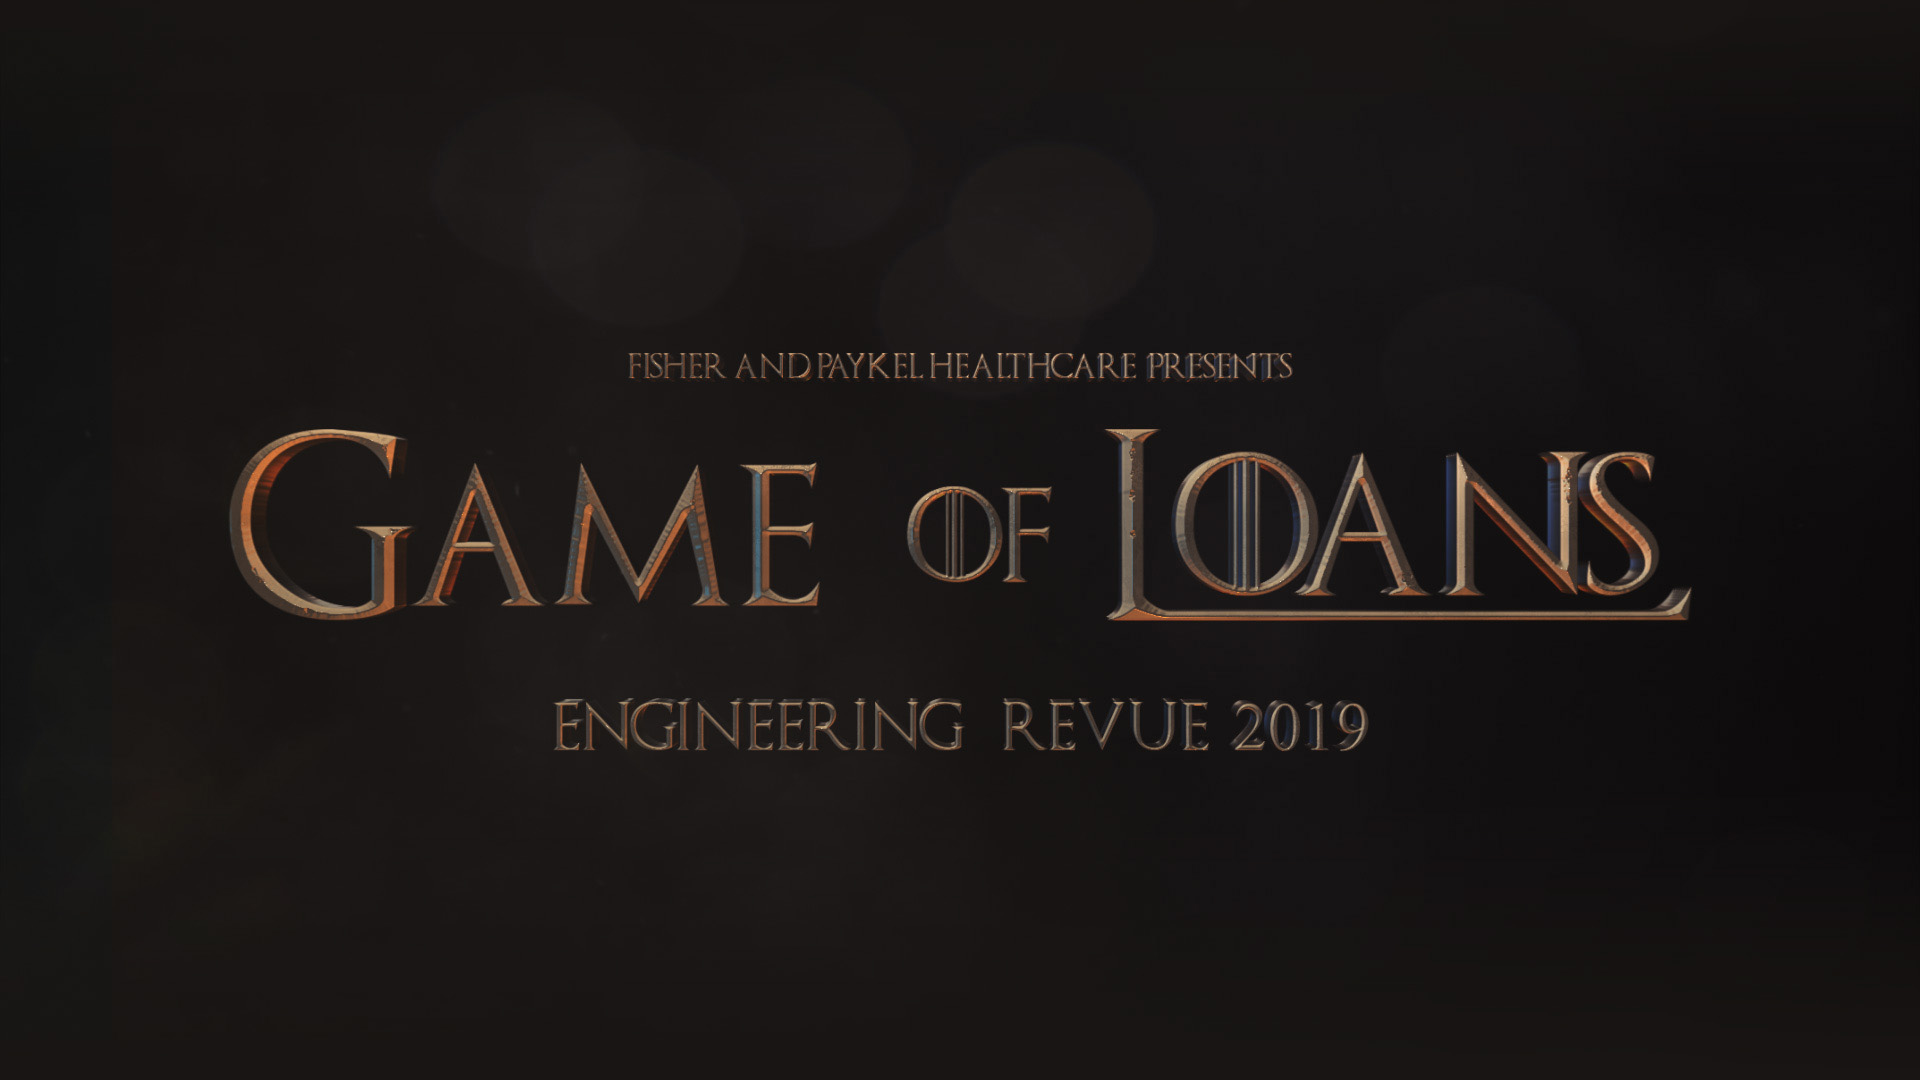 FISHER AND PAYKEL HEALTHCARE PRESENTS
GAME OF LOANS
ENGINEERING REVUE 2019